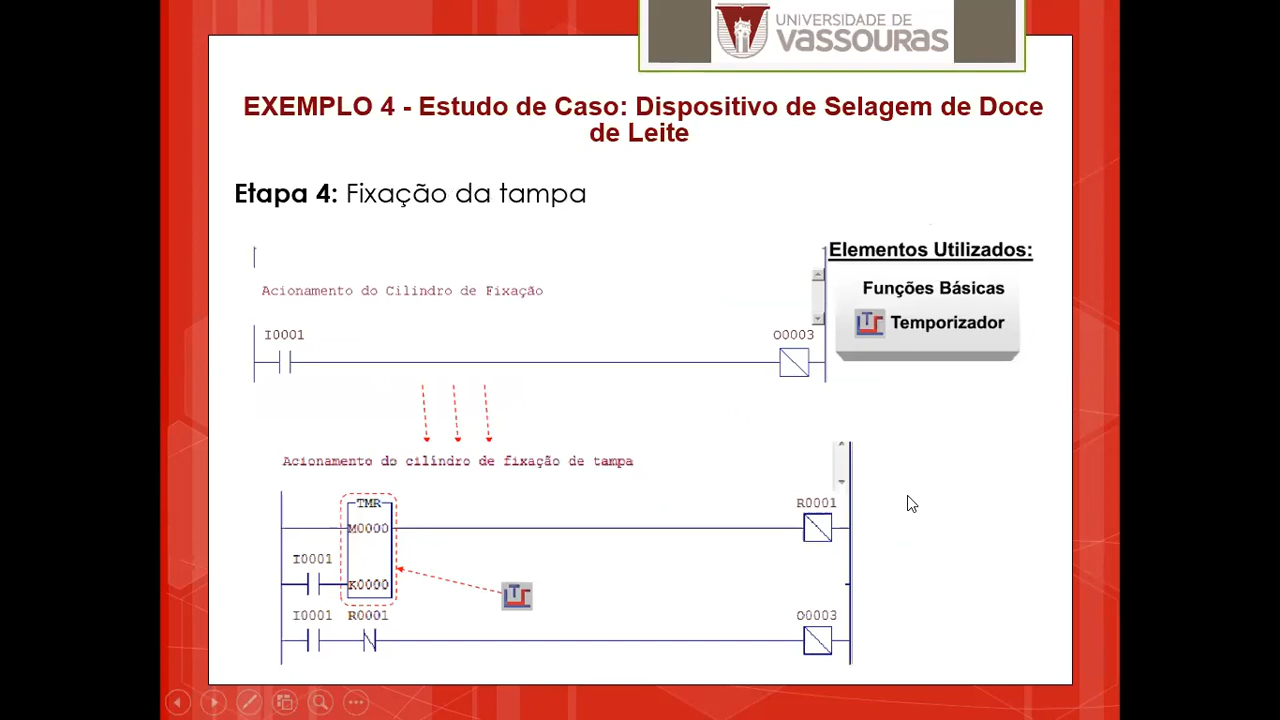 UNIVERSIDADE DE
VASSOURAS
EXEMPLO 4 - Estudo de Caso: Dispositivo de Selagem de Doce
de Leite
Etapa 4: Fixação da tampa
Elementos Utilizados:
Funções Básicas
Temporizador
Acionamento do Cilindro de Fixação
I0001
O0003
Acionamento do cilíndro de fixação de tampa
TMR
R0001
M0000
I0001
K0000
I0001 R0001
O0003